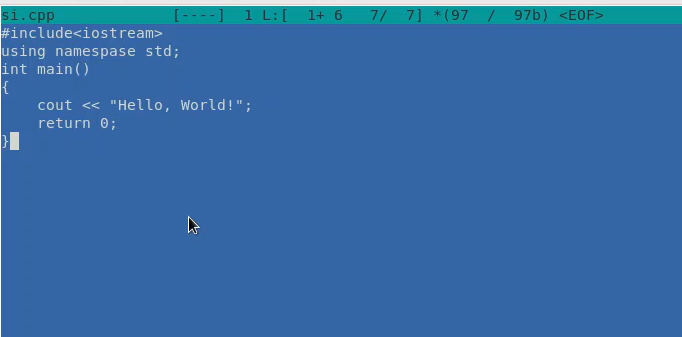 si.cpp [----] 1 L:[ 1+ 6 7/ 7] *(97 / 97b) <EOF>
#include<iostream>
using namespase std;
int main()
{
    cout << "Hello, World!";
    return 0;
}